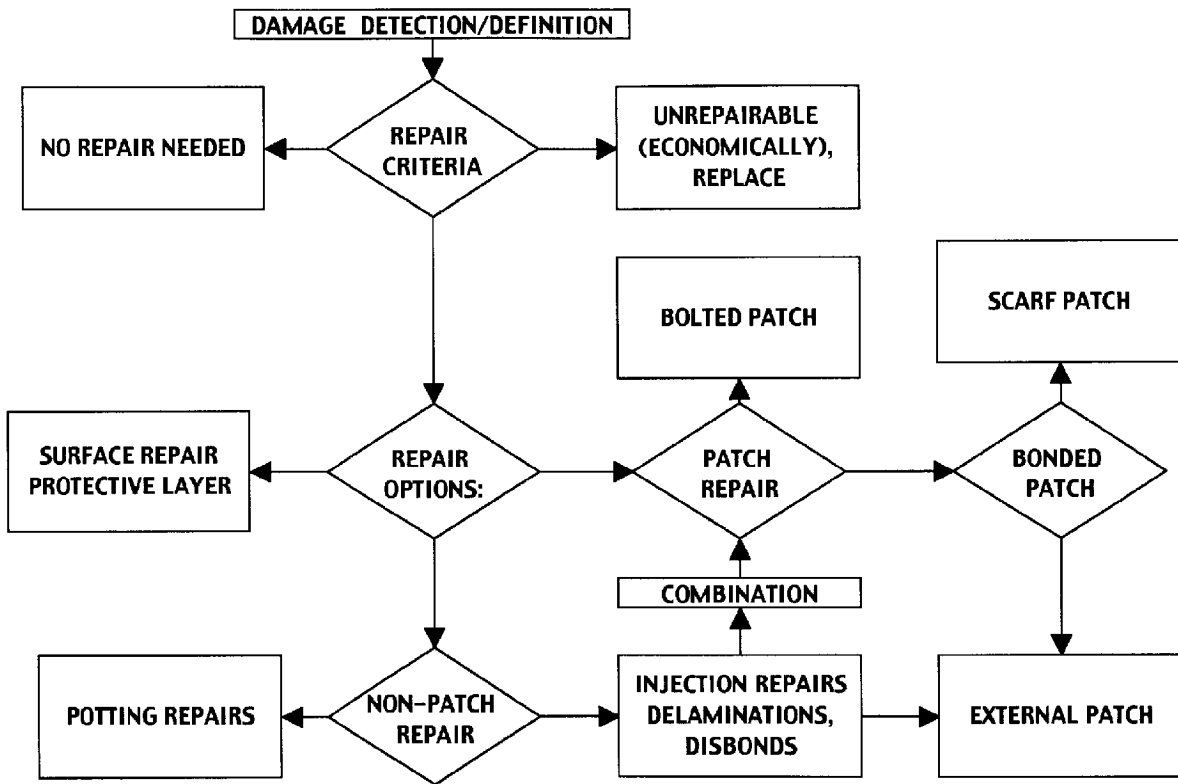 DAMAGE DETECTION/DEFINITION
NO REPAIR NEEDED
REPAIR
CRITERIA
UNREPAIRABLE
(ECONOMICALLY),
REPLACE
BOLTED PATCH
SCARF PATCH
SURFACE REPAIR
PROTECTIVE LAYER
REPAIR
OPTIONS:
PATCH
REPAIR
BONDED
PATCH
COMBINATION
POTTING REPAIRS
NON-PATCH
REPAIR
INJECTION REPAIRS
DELAMINATIONS,
DISBONDS
EXTERNAL PATCH